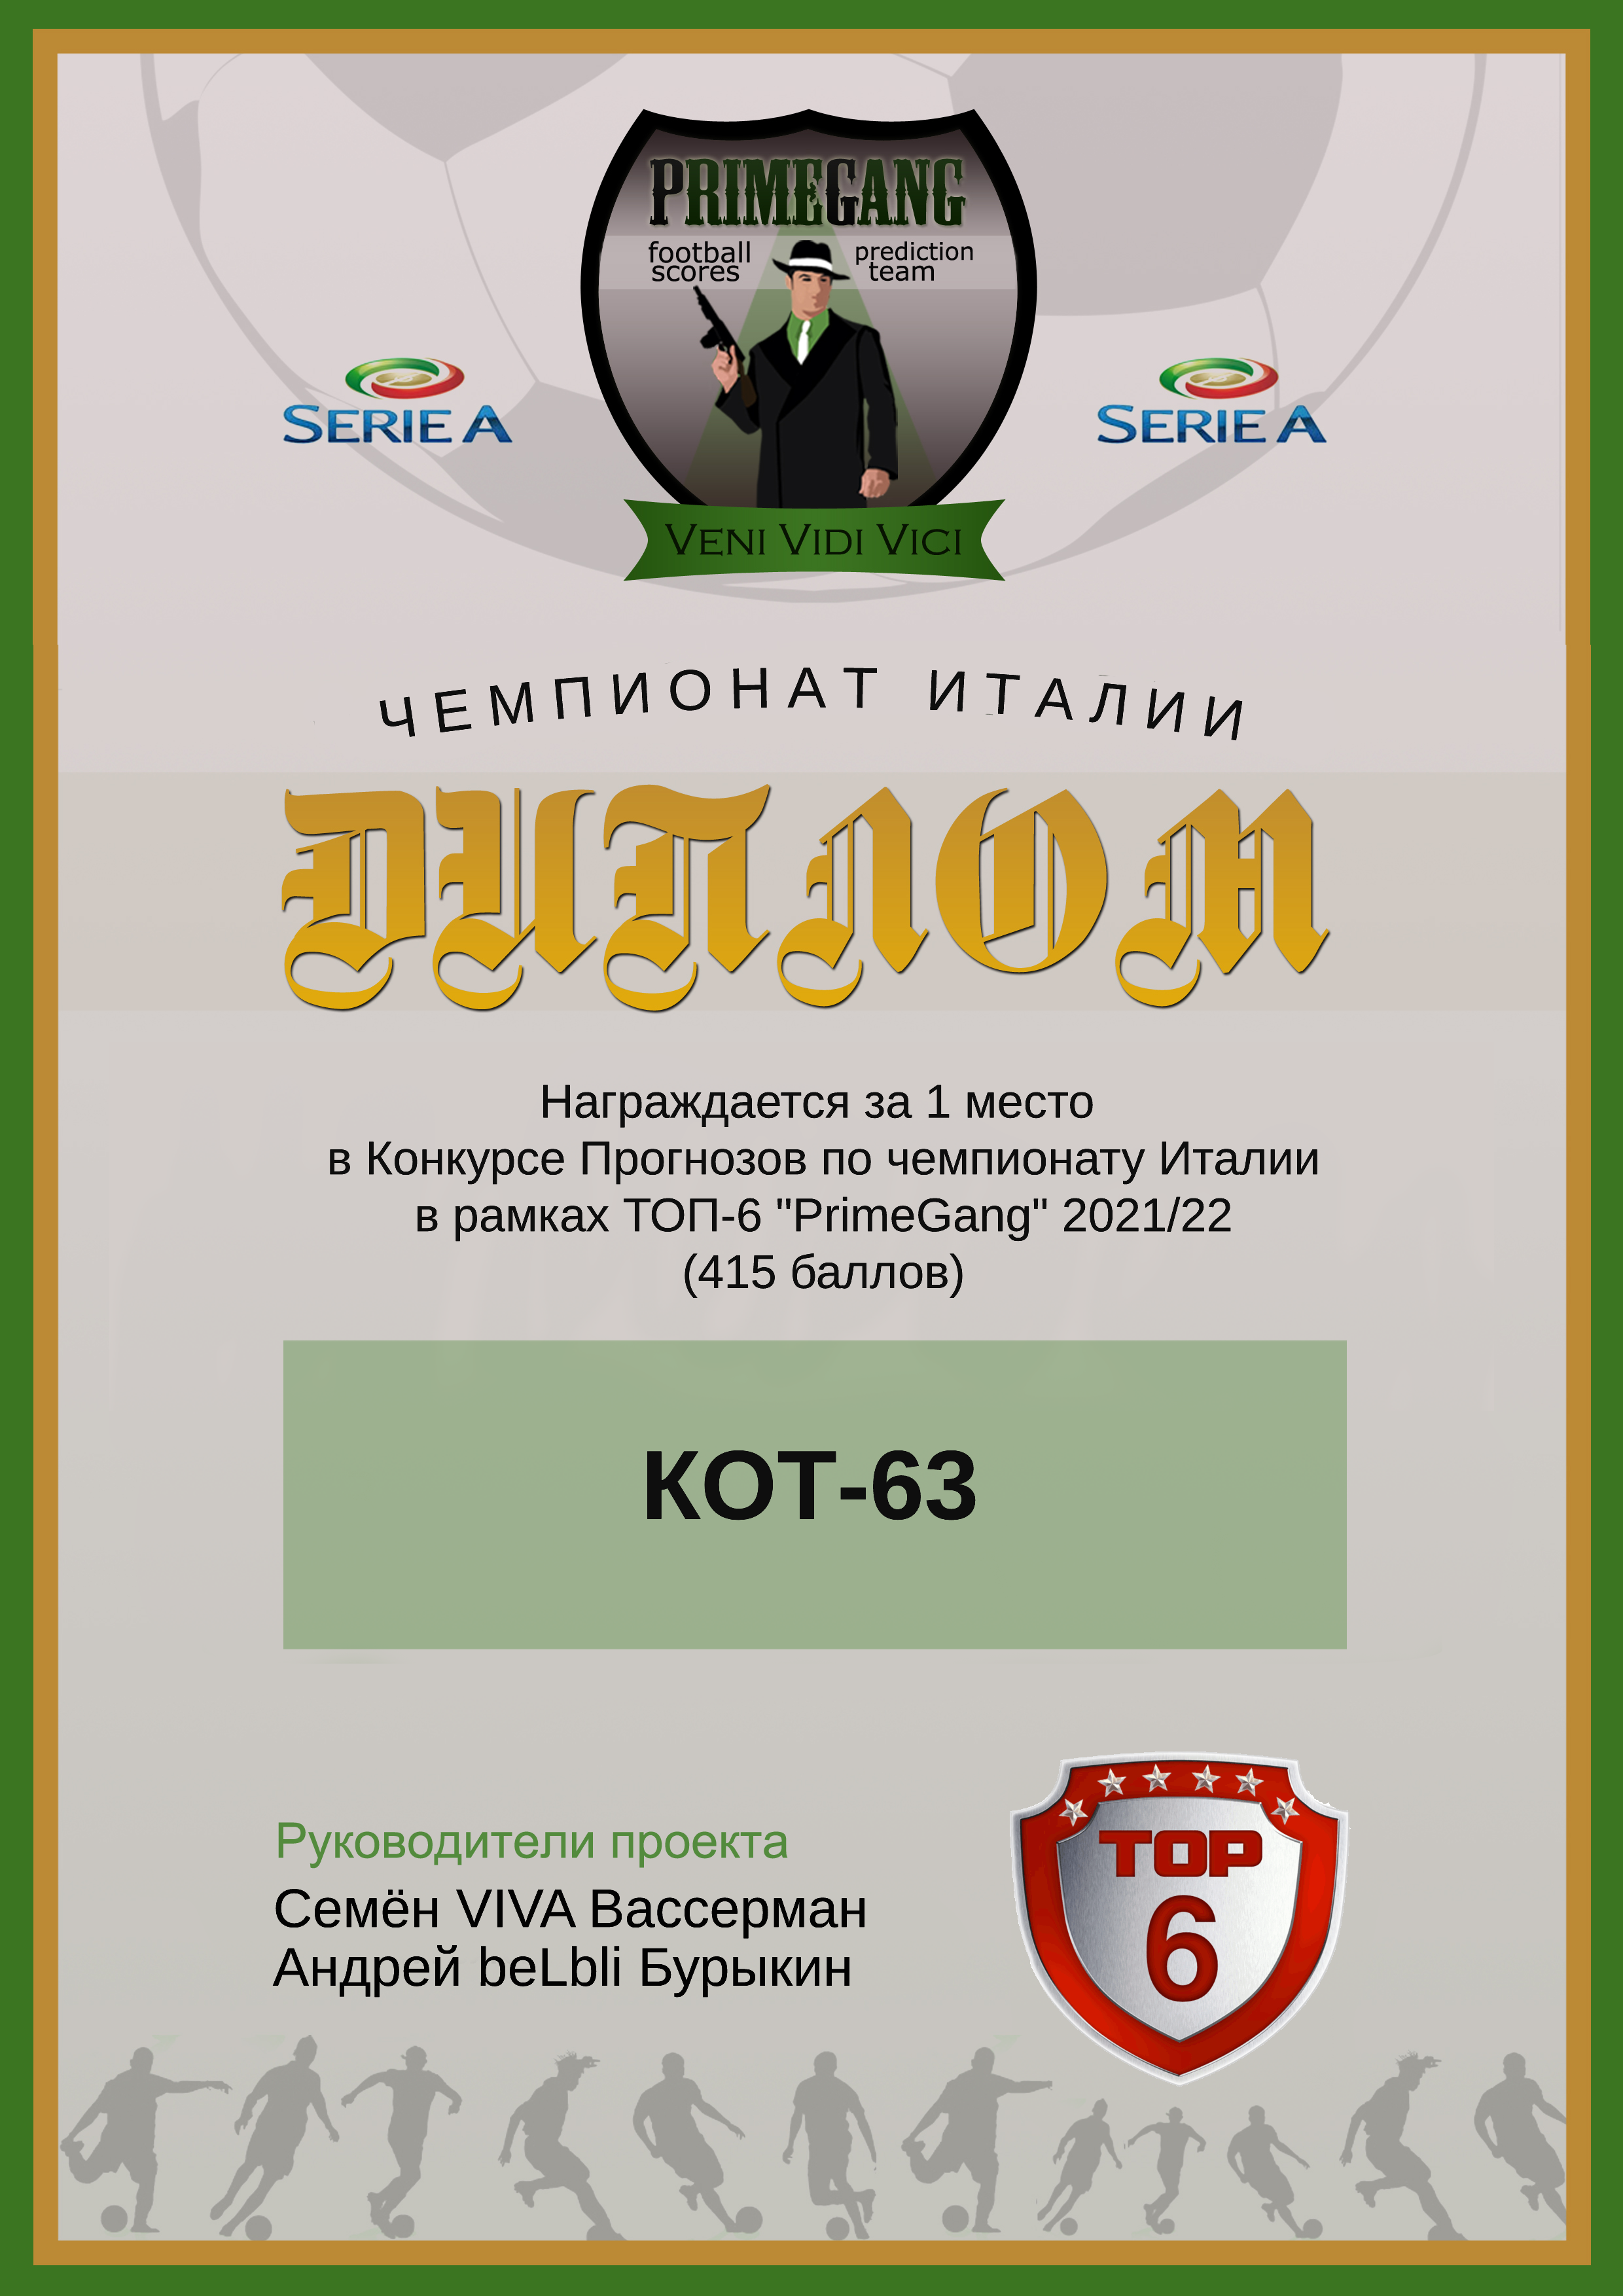 PRIMEGANG
football scores
prediction team
SERIE A
SERIE A
VENI VIDI VICI
ЧЕМПИОНАТ ИТАЛИИ
ДИПЛОМ
Награждается за 1 место
в Конкурсе Прогнозов по чемпионату Италии
в рамках ТОП-6 "PrimeGang" 2021/22
(415 баллов)
КОТ-63
Руководители проекта
Семён VIVA Вассерман
Андрей beLbli Бурыкин
TOP
6